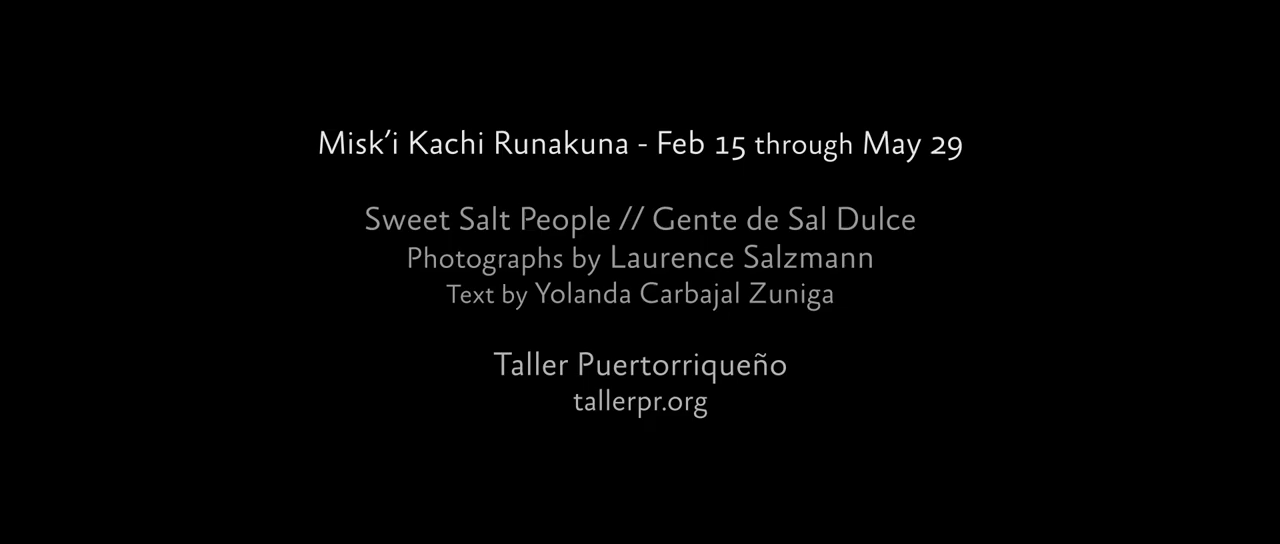 Misk'i Kachi Runakuna - Feb 15 through May 29
Sweet Salt People // Gente de Sal Dulce
Photographs by Laurence Salzmann
Text by Yolanda Carbajal Zuniga
Taller Puertorriqueño
tallerpr.org